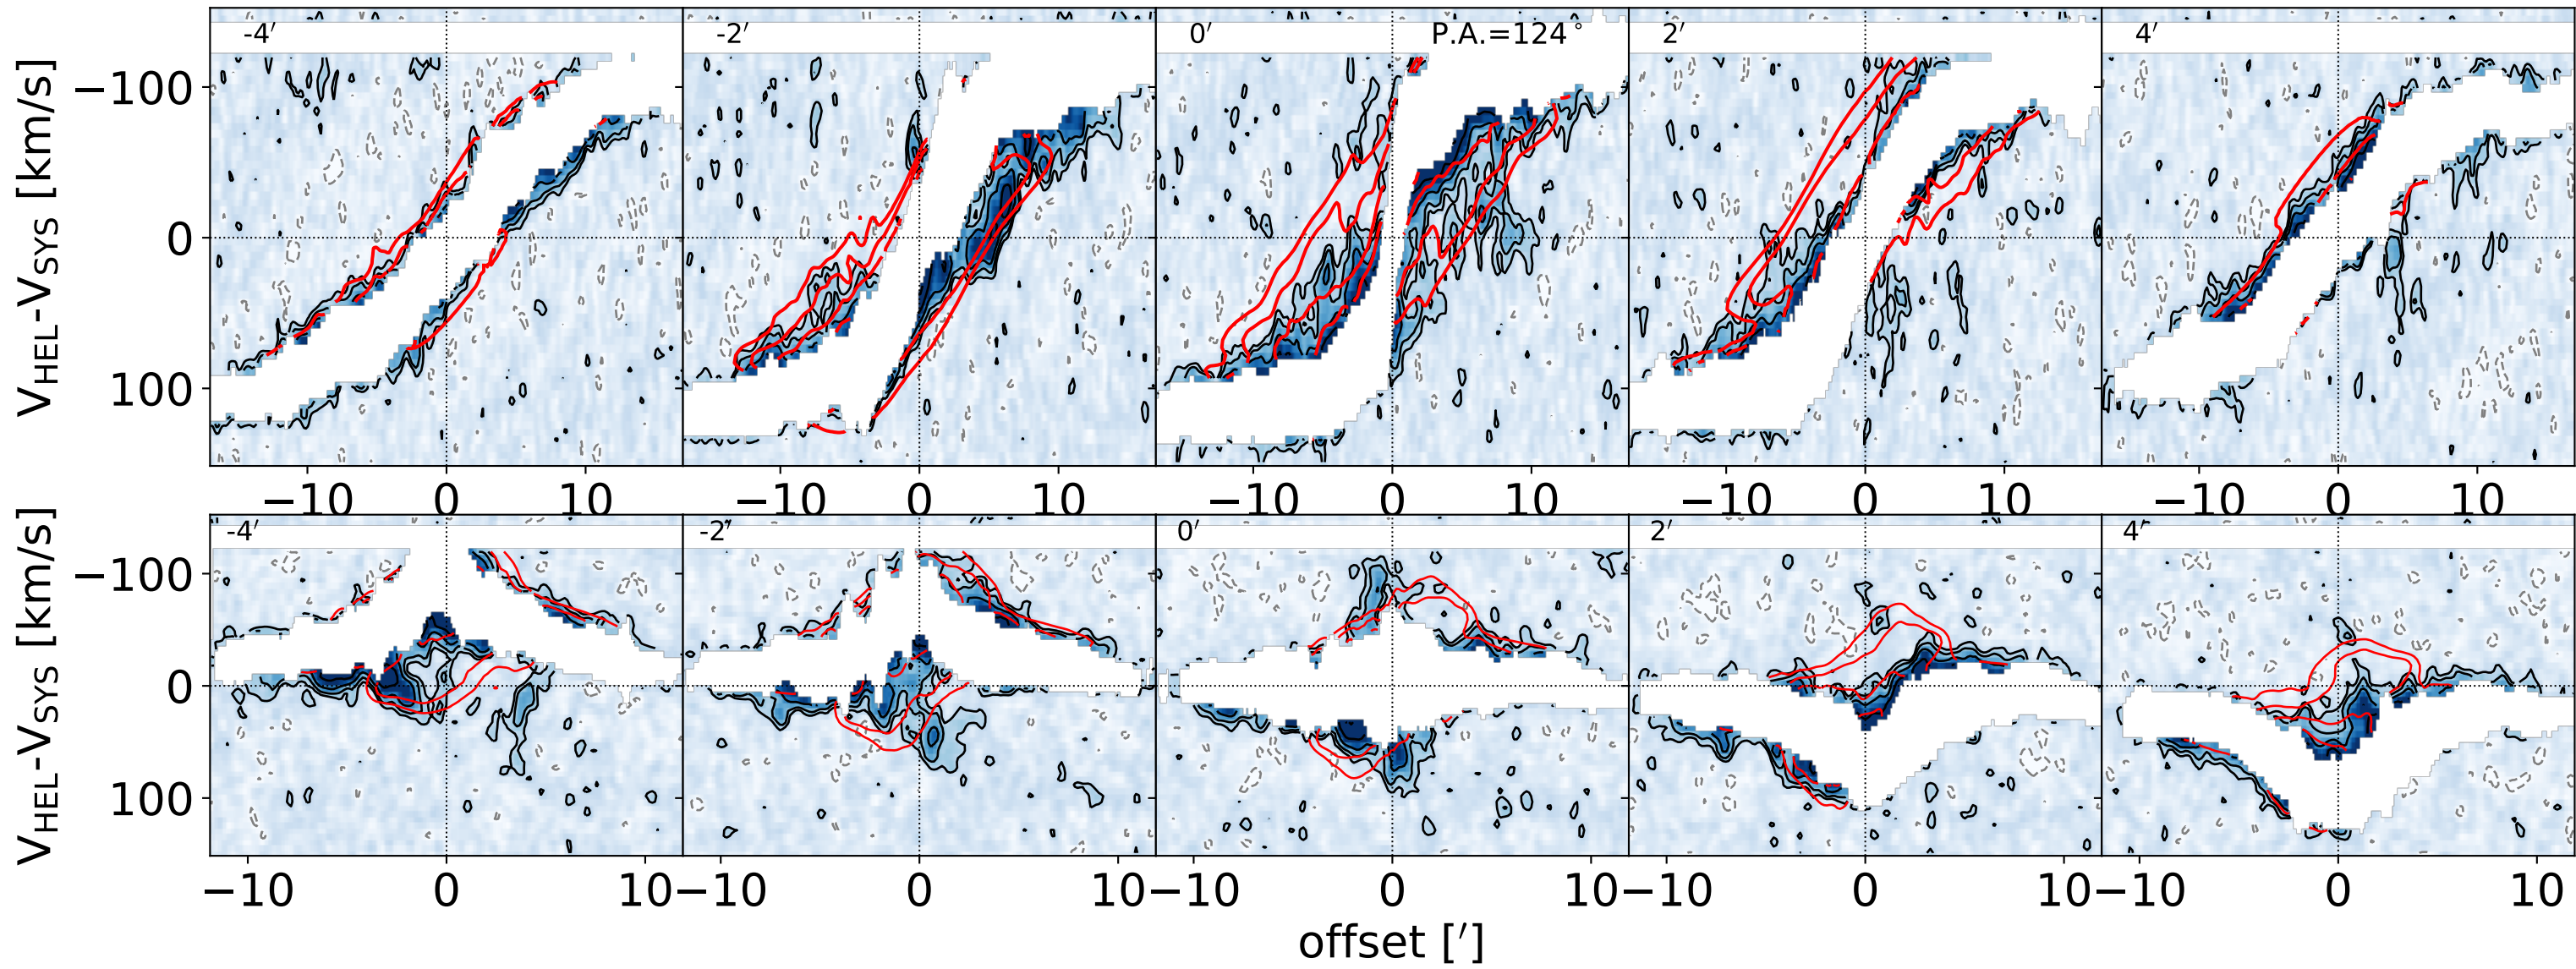 -4′ -2′ 0′ P.A.=124° 2′ 4′
V_HEL-V_SYS [km/s]
−100
0
100
−10 0 10 −10 0 10 −10 0 10 −10 0 10 −10 0 10
-4′ -2′ 0′ 2′ 4′
V_HEL-V_SYS [km/s]
−100
0
100
−10 0 10 −10 0 10 −10 0 10 −10 0 10 −10 0 10
offset [′]